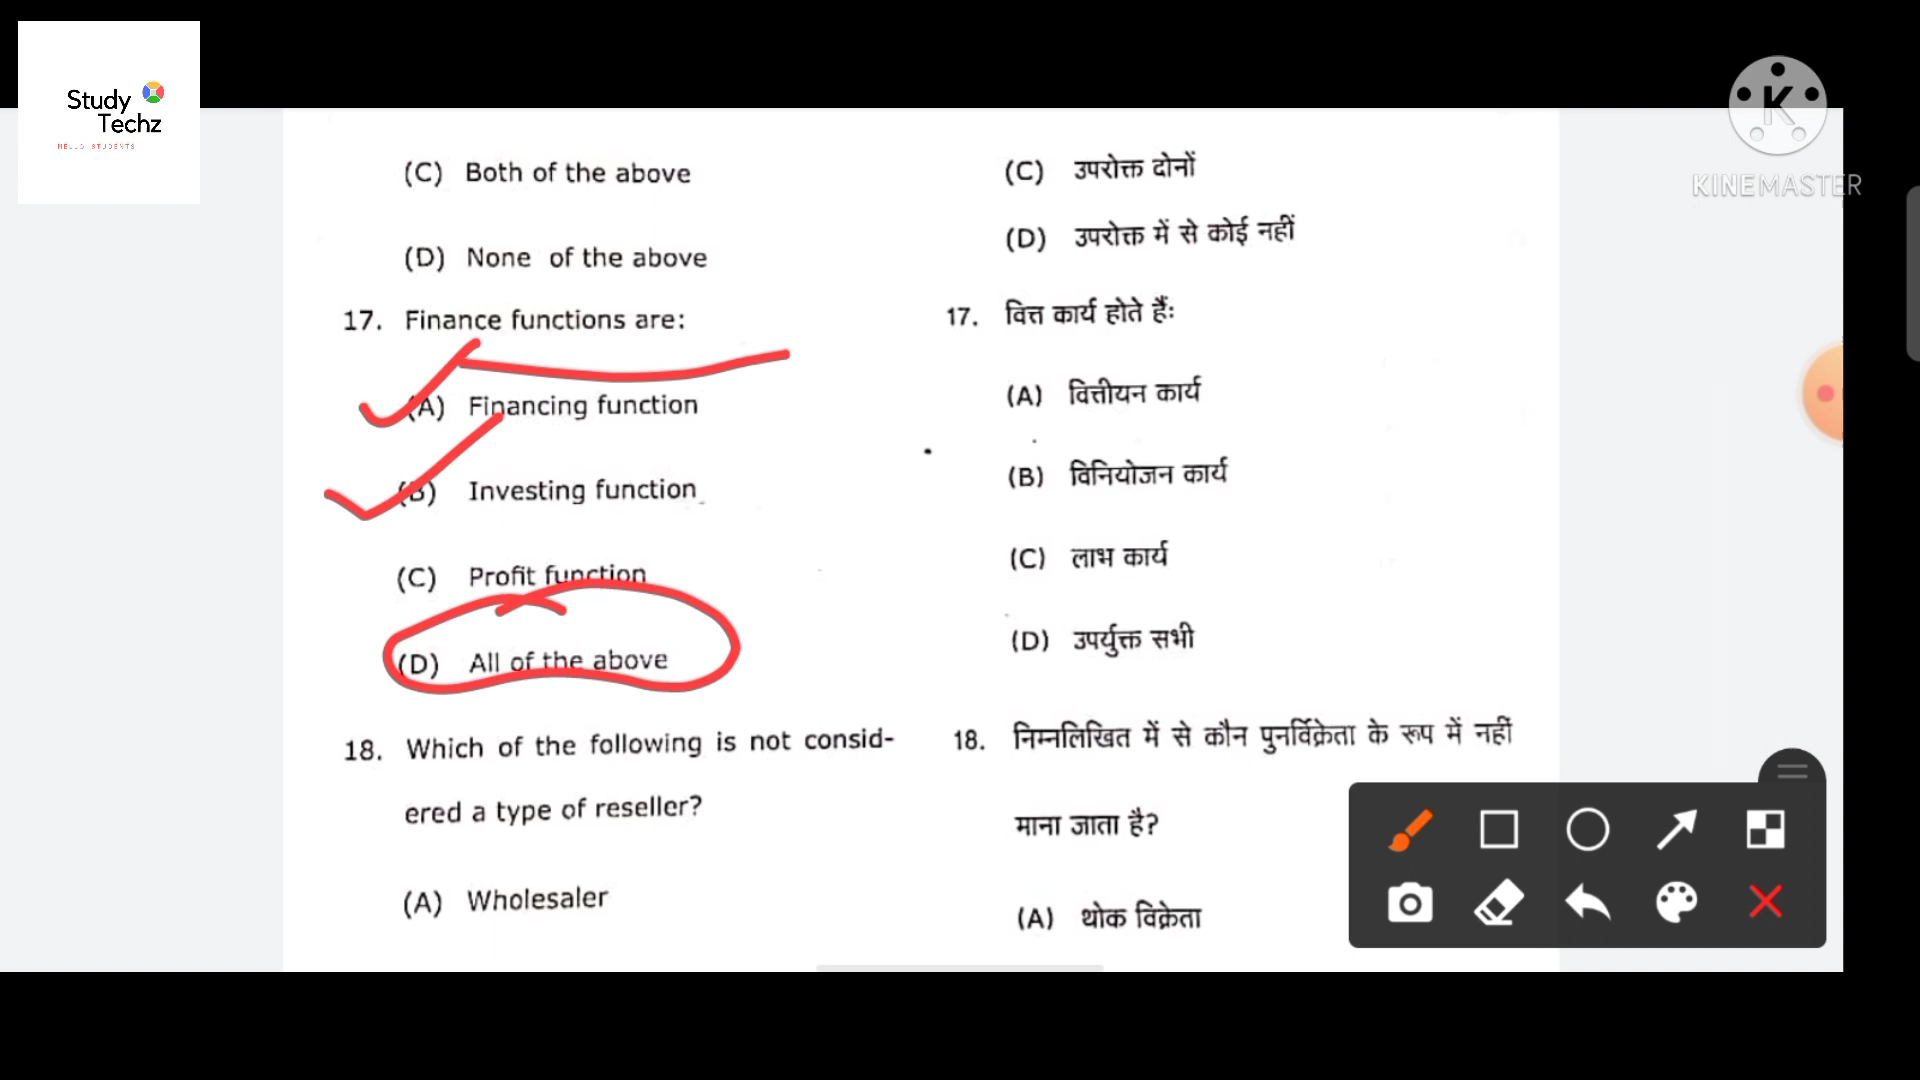 Study
Techz
HELLO STUDENTS
K
KINEMASTER
(C) Both of the above
(D) None of the above
17. Finance functions are:
(A) Financing function
(B) Investing function
(C) Profit function
(D) All of the above
18. Which of the following is not consid-
ered a type of reseller?
(A) Wholesaler
(C) उपरोक्त दोनों
(D) उपरोक्त में से कोई नहीं
17. वित्त कार्य होते हैंः
(A) वित्तीयन कार्य
(B) विनियोजन कार्य
(C) लाभ कार्य
(D) उपर्युक्त सभी
18. निम्नलिखित में से कौन पुनर्विक्रेता के रूप में नहीं
माना जाता है?
(A) थोक विक्रेता